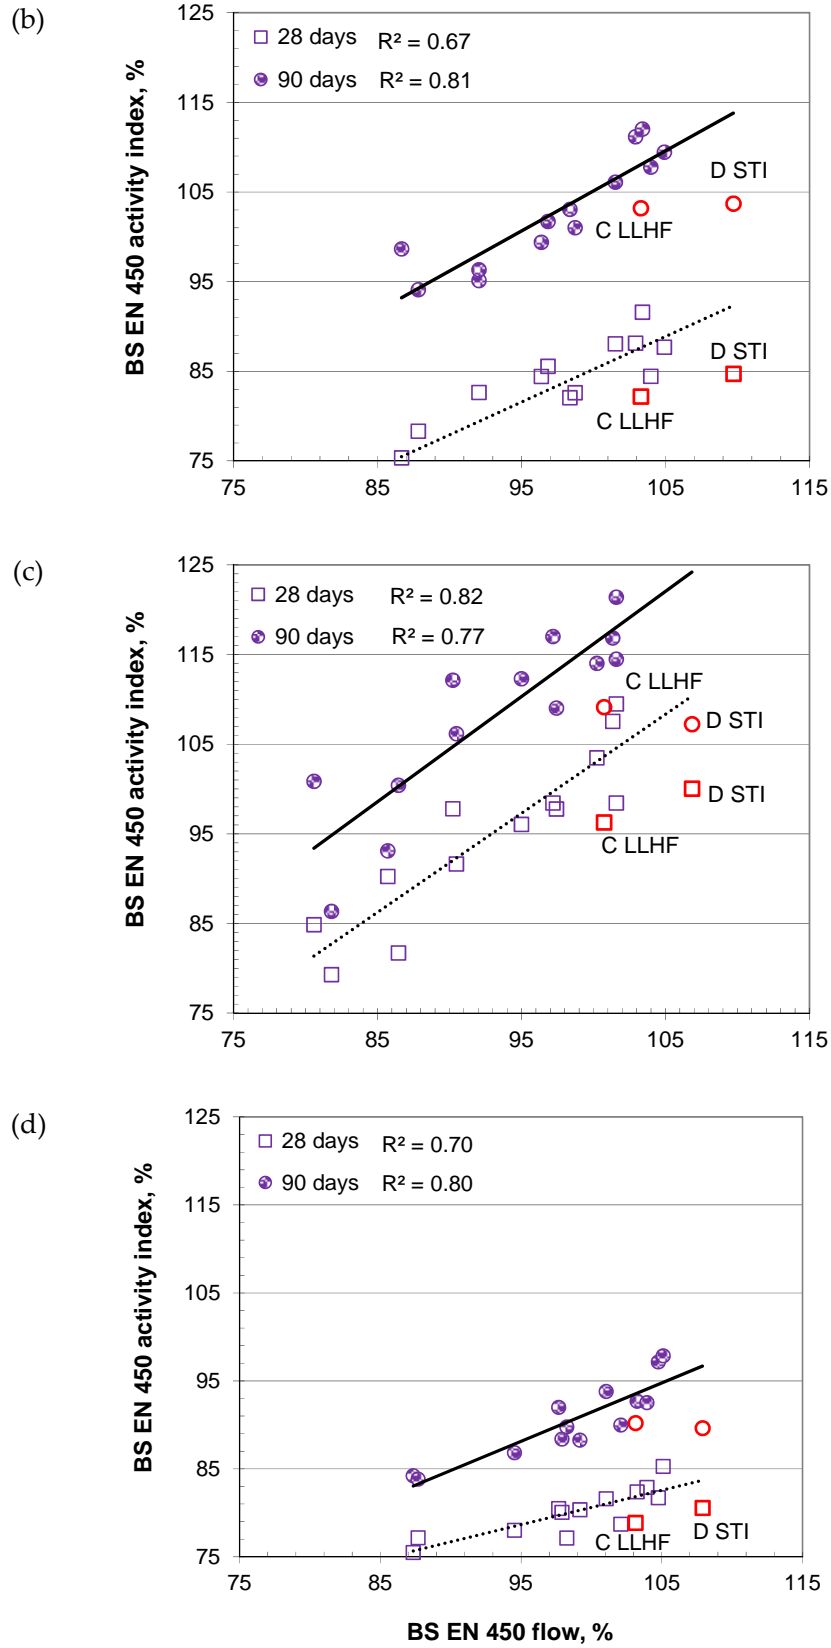 (b)
125
115
105
95
85
75
BS EN 450 activity index, %
28 days R² = 0.67
90 days R² = 0.81
D STI
C LLHF
D STI
C LLHF
75 85 95 105 115
(c)
125
115
105
95
85
75
BS EN 450 activity index, %
28 days R² = 0.82
90 days R² = 0.77
C LLHF
D STI
D STI
C LLHF
75 85 95 105 115
(d)
125
115
105
95
85
75
BS EN 450 activity index, %
28 days R² = 0.70
90 days R² = 0.80
C LLHF
D STI
75 85 95 105 115
BS EN 450 flow, %